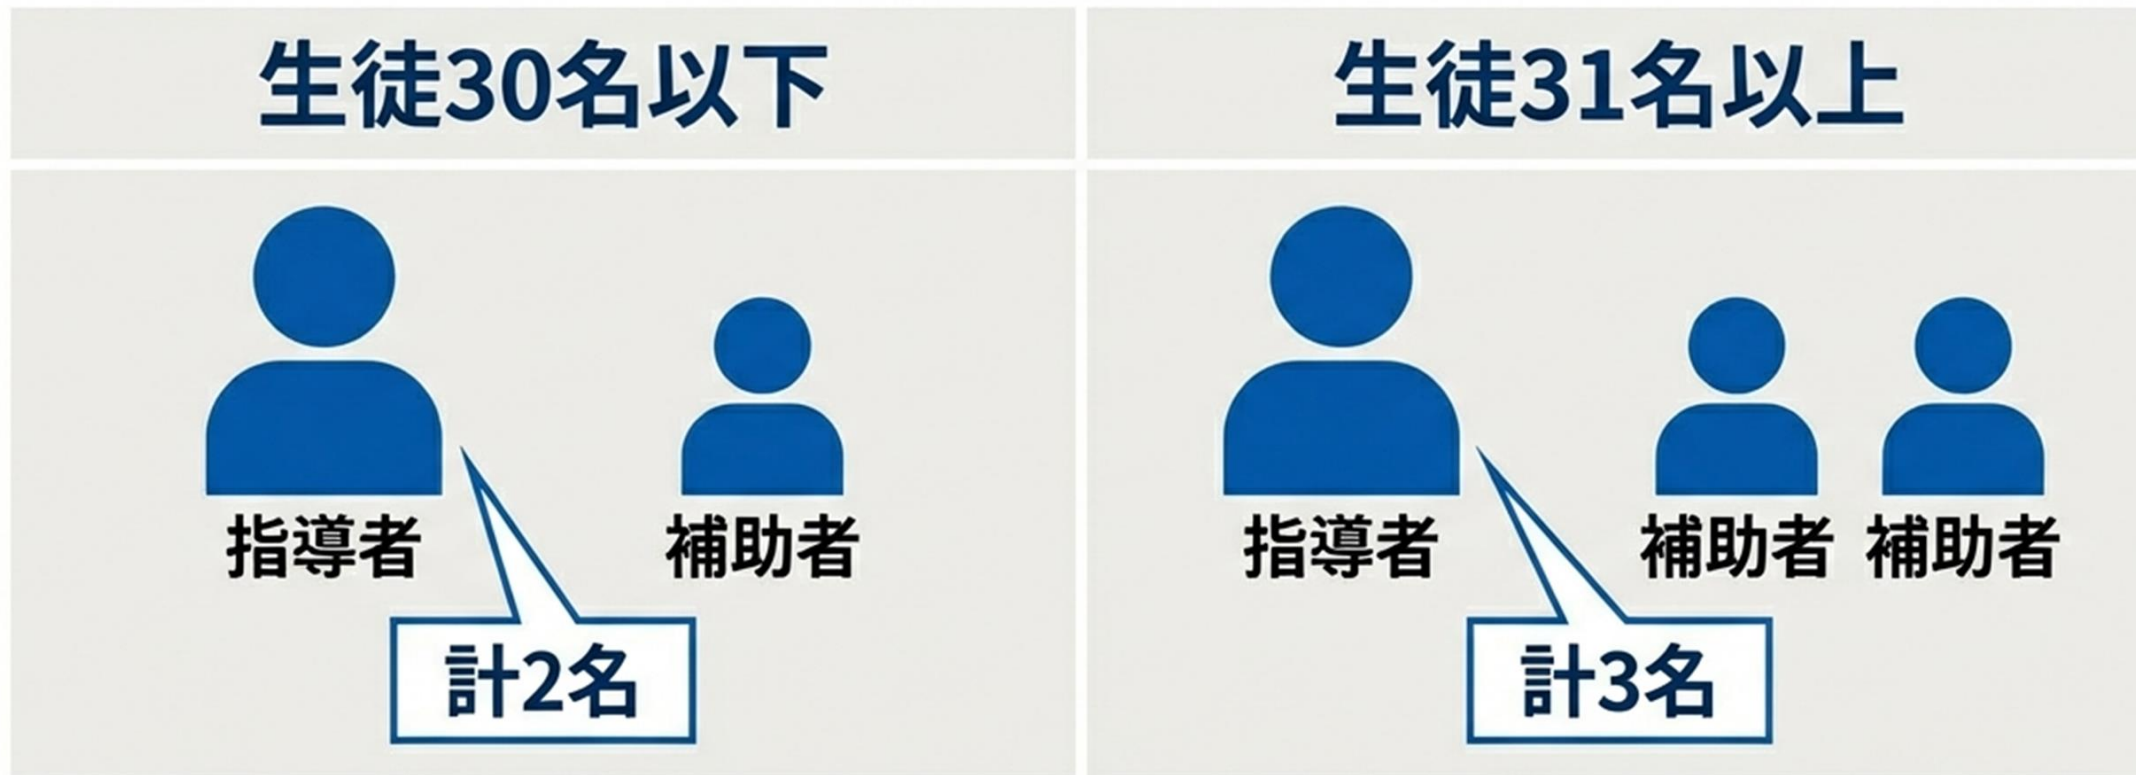 生徒30名以下
生徒31名以上
指導者
補助者
計2名
指導者
補助者 補助者
計3名